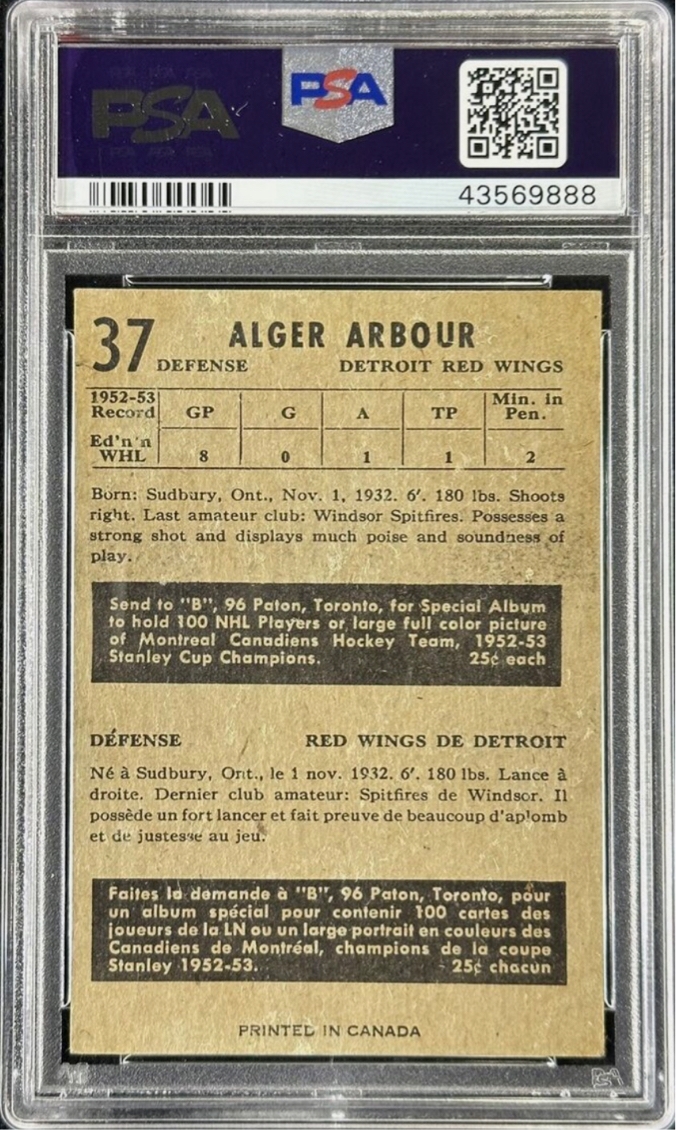 PSA
PSA
43569888
37 ALGER ARBOUR
DEFENSE DETROIT RED WINGS
1952-53 Record GP G A TP Min. in Pen.
Ed'n'n WHL 8 0 1 1 2
Born: Sudbury, Ont., Nov. 1, 1932. 6'. 180 lbs. Shoots
right. Last amateur club: Windsor Spitfires. Possesses a
strong shot and displays much poise and soundness of
play.
Send to "B", 96 Paton, Toronto, for Special Album
to hold 100 NHL Players or large full color picture
of Montreal Canadiens Hockey Team, 1952-53
Stanley Cup Champions. 25¢ each
DÉFENSE RED WINGS DE DETROIT
Né à Sudbury, Ont., le 1 nov. 1932. 6'. 180 lbs. Lance à
droite. Dernier club amateur: Spitfires de Windsor. Il
possède un fort lancer et fait preuve de beaucoup d'aplomb
et de justesse au jeu.
Faites la demande à "B", 96 Paton, Toronto, pour
un album spécial pour contenir 100 cartes des
joueurs de la LN ou un large portrait en couleurs des
Canadiens de Montréal, champions de la coupe
Stanley 1952-53. 25¢ chacun
PRINTED IN CANADA
PSA